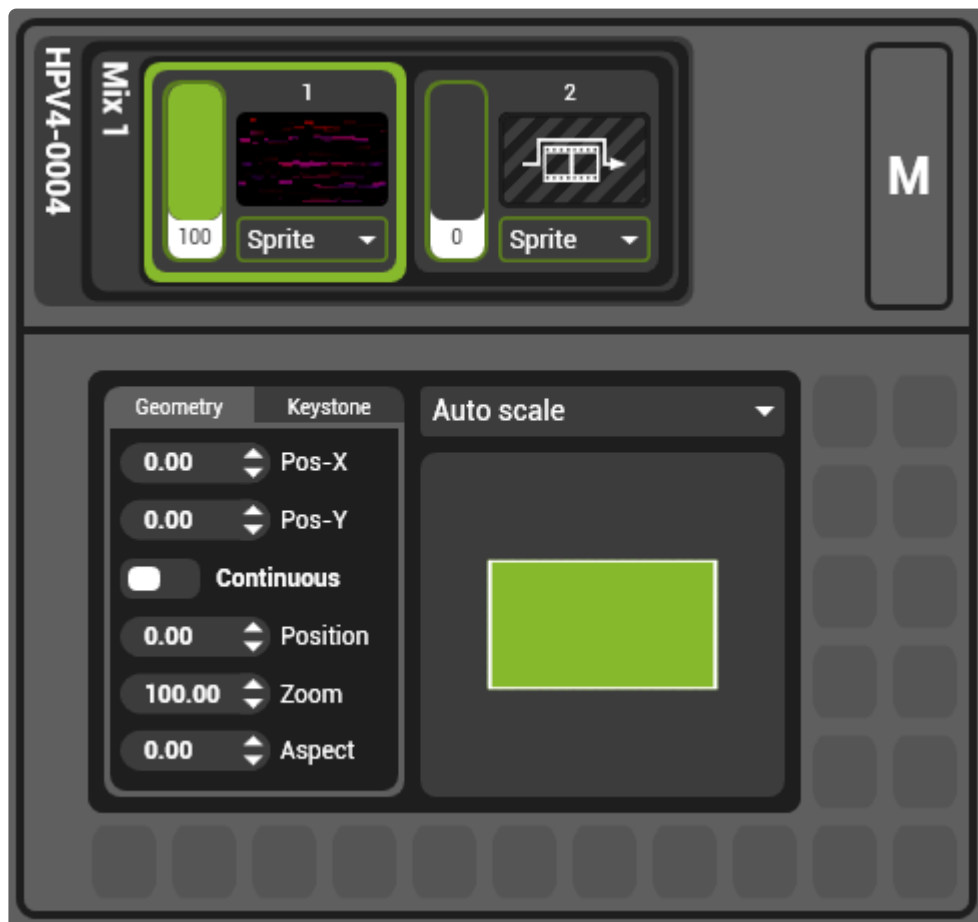 HPV4-0004
Mix 1
1
100
Sprite
2
0
Sprite
M
Geometry
Keystone
0.00 Pos-X
0.00 Pos-Y
Continuous
0.00 Position
100.00 Zoom
0.00 Aspect
Auto scale